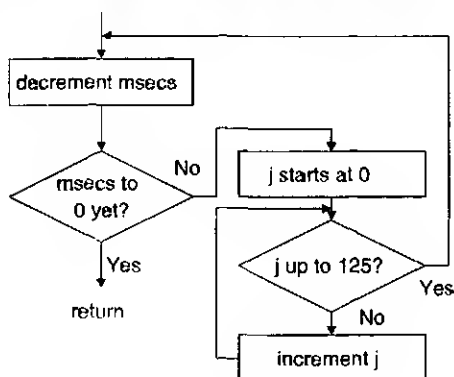 decrement msecs
msecs to
0 yet?
No
Yes
return
j starts at 0
j up to 125?
Yes
No
increment j